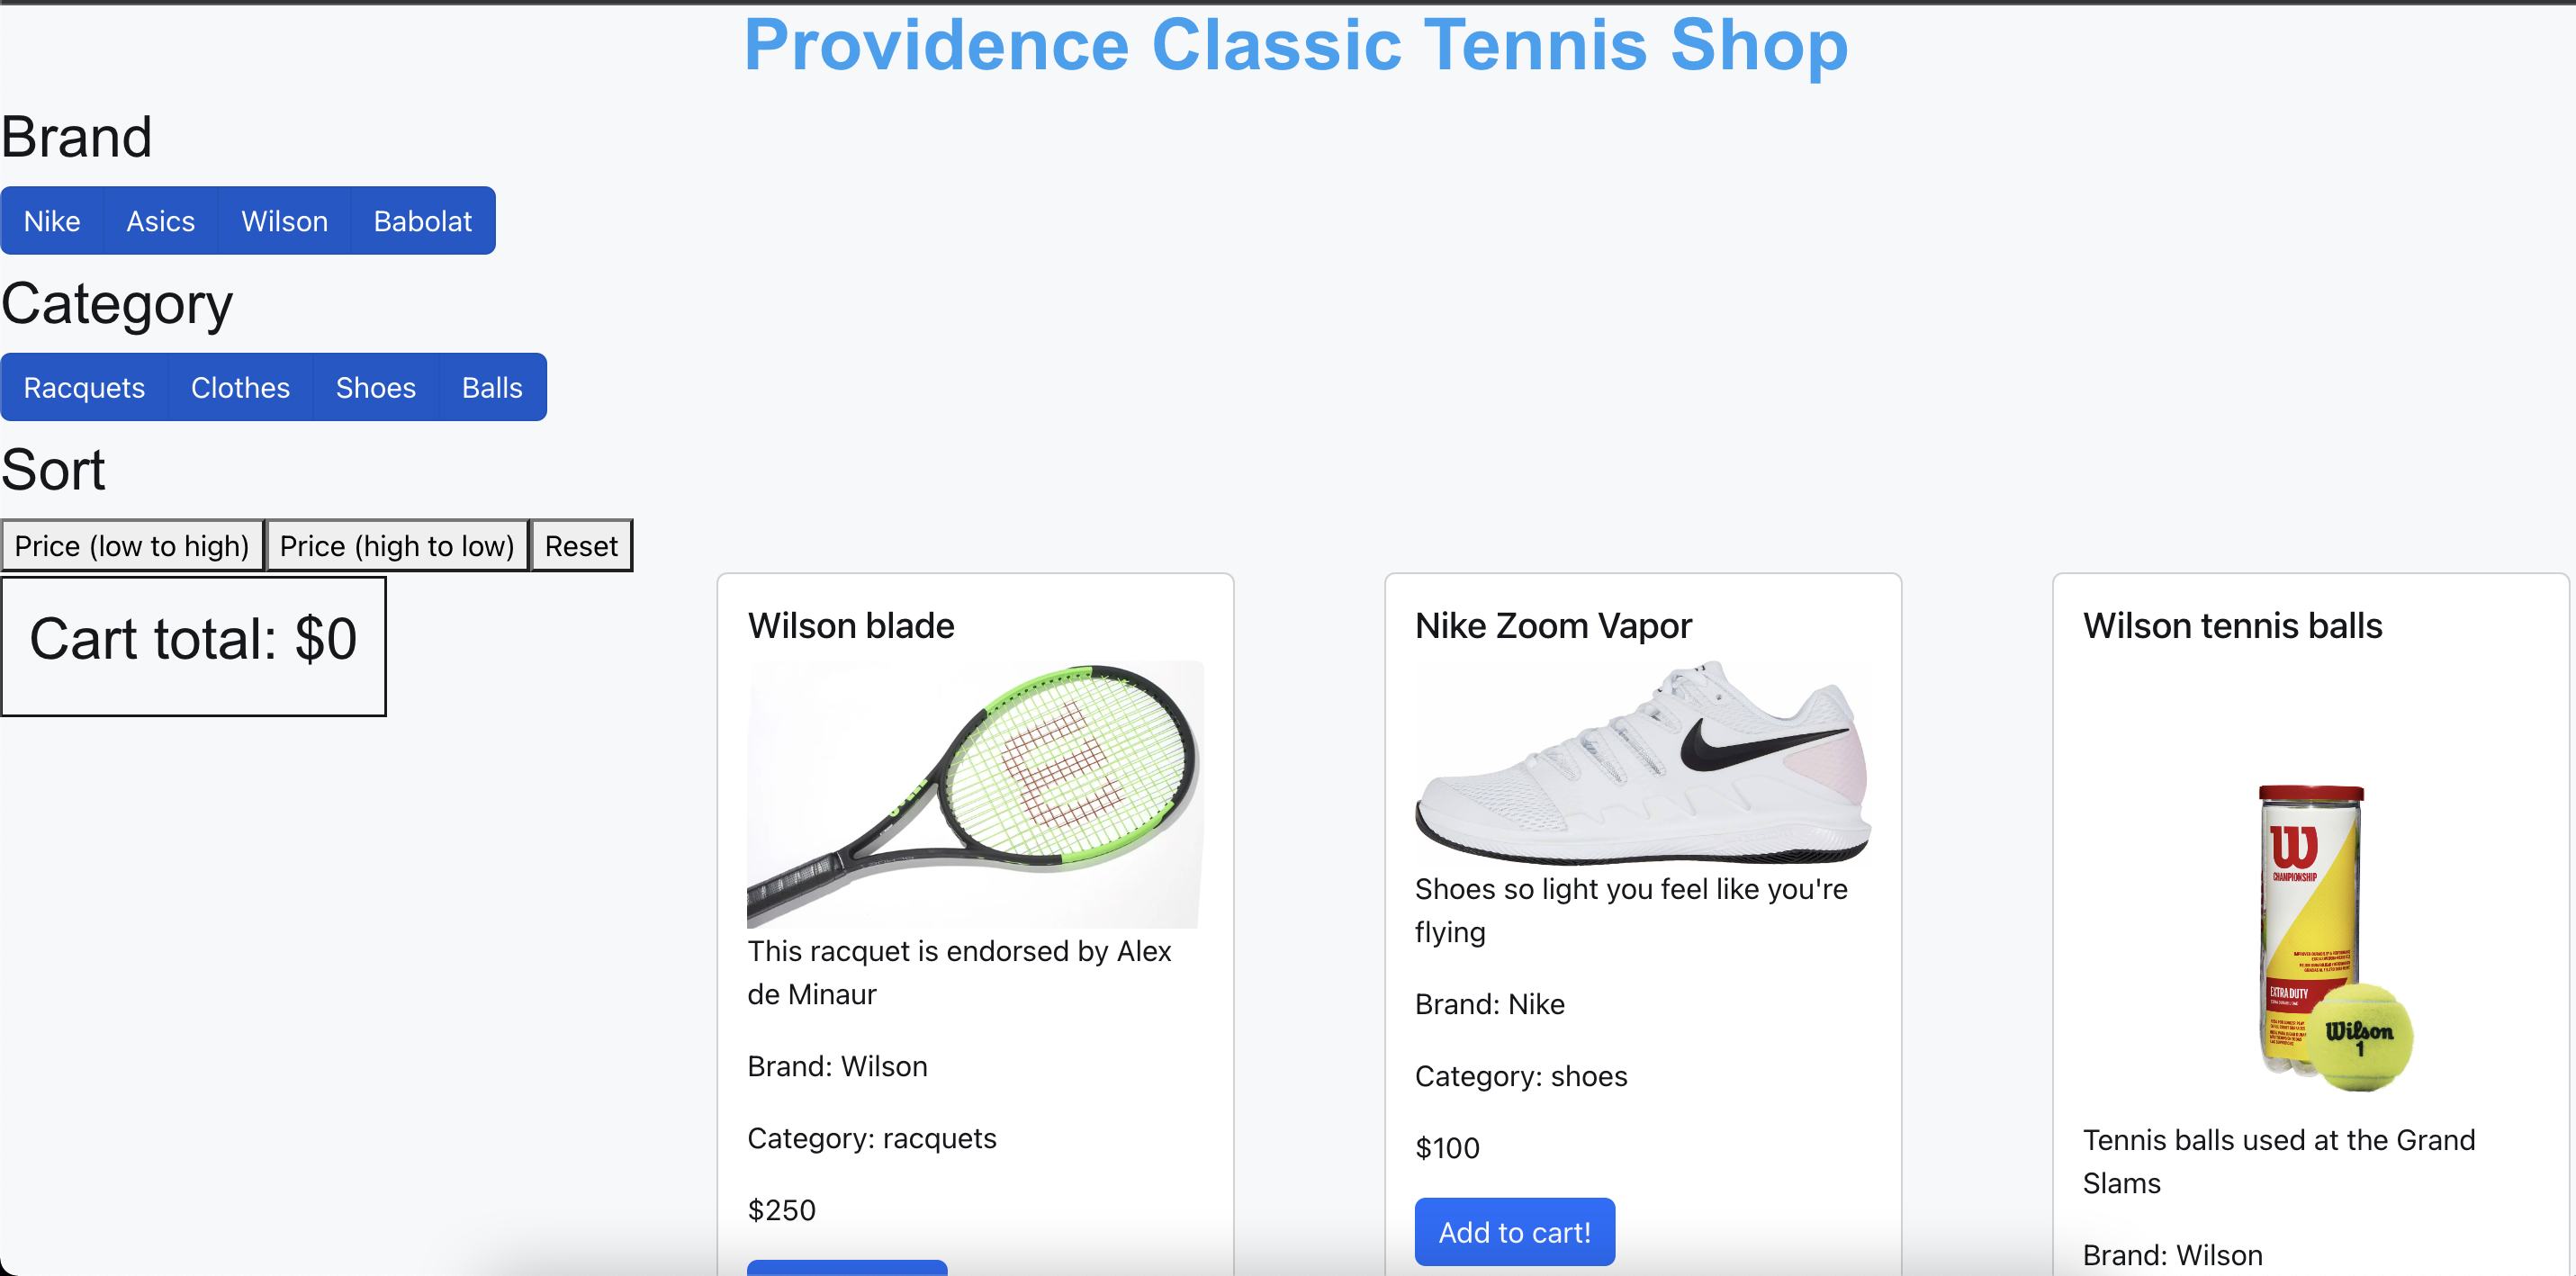 Providence Classic Tennis Shop
Brand
Nike
Asics
Wilson
Babolat
Category
Racquets
Clothes
Shoes
Balls
Sort
Price (low to high)
Price (high to low)
Reset
Cart total: $0
Wilson blade
This racquet is endorsed by Alex
de Minaur
Brand: Wilson
Category: racquets
$250
Nike Zoom Vapor
Shoes so light you feel like you're
flying
Brand: Nike
Category: shoes
$100
Add to cart!
Wilson tennis balls
W
CHAMPIONSHIP
EXTRA DUTY
Wilson
1
Tennis balls used at the Grand
Slams
Brand: Wilson